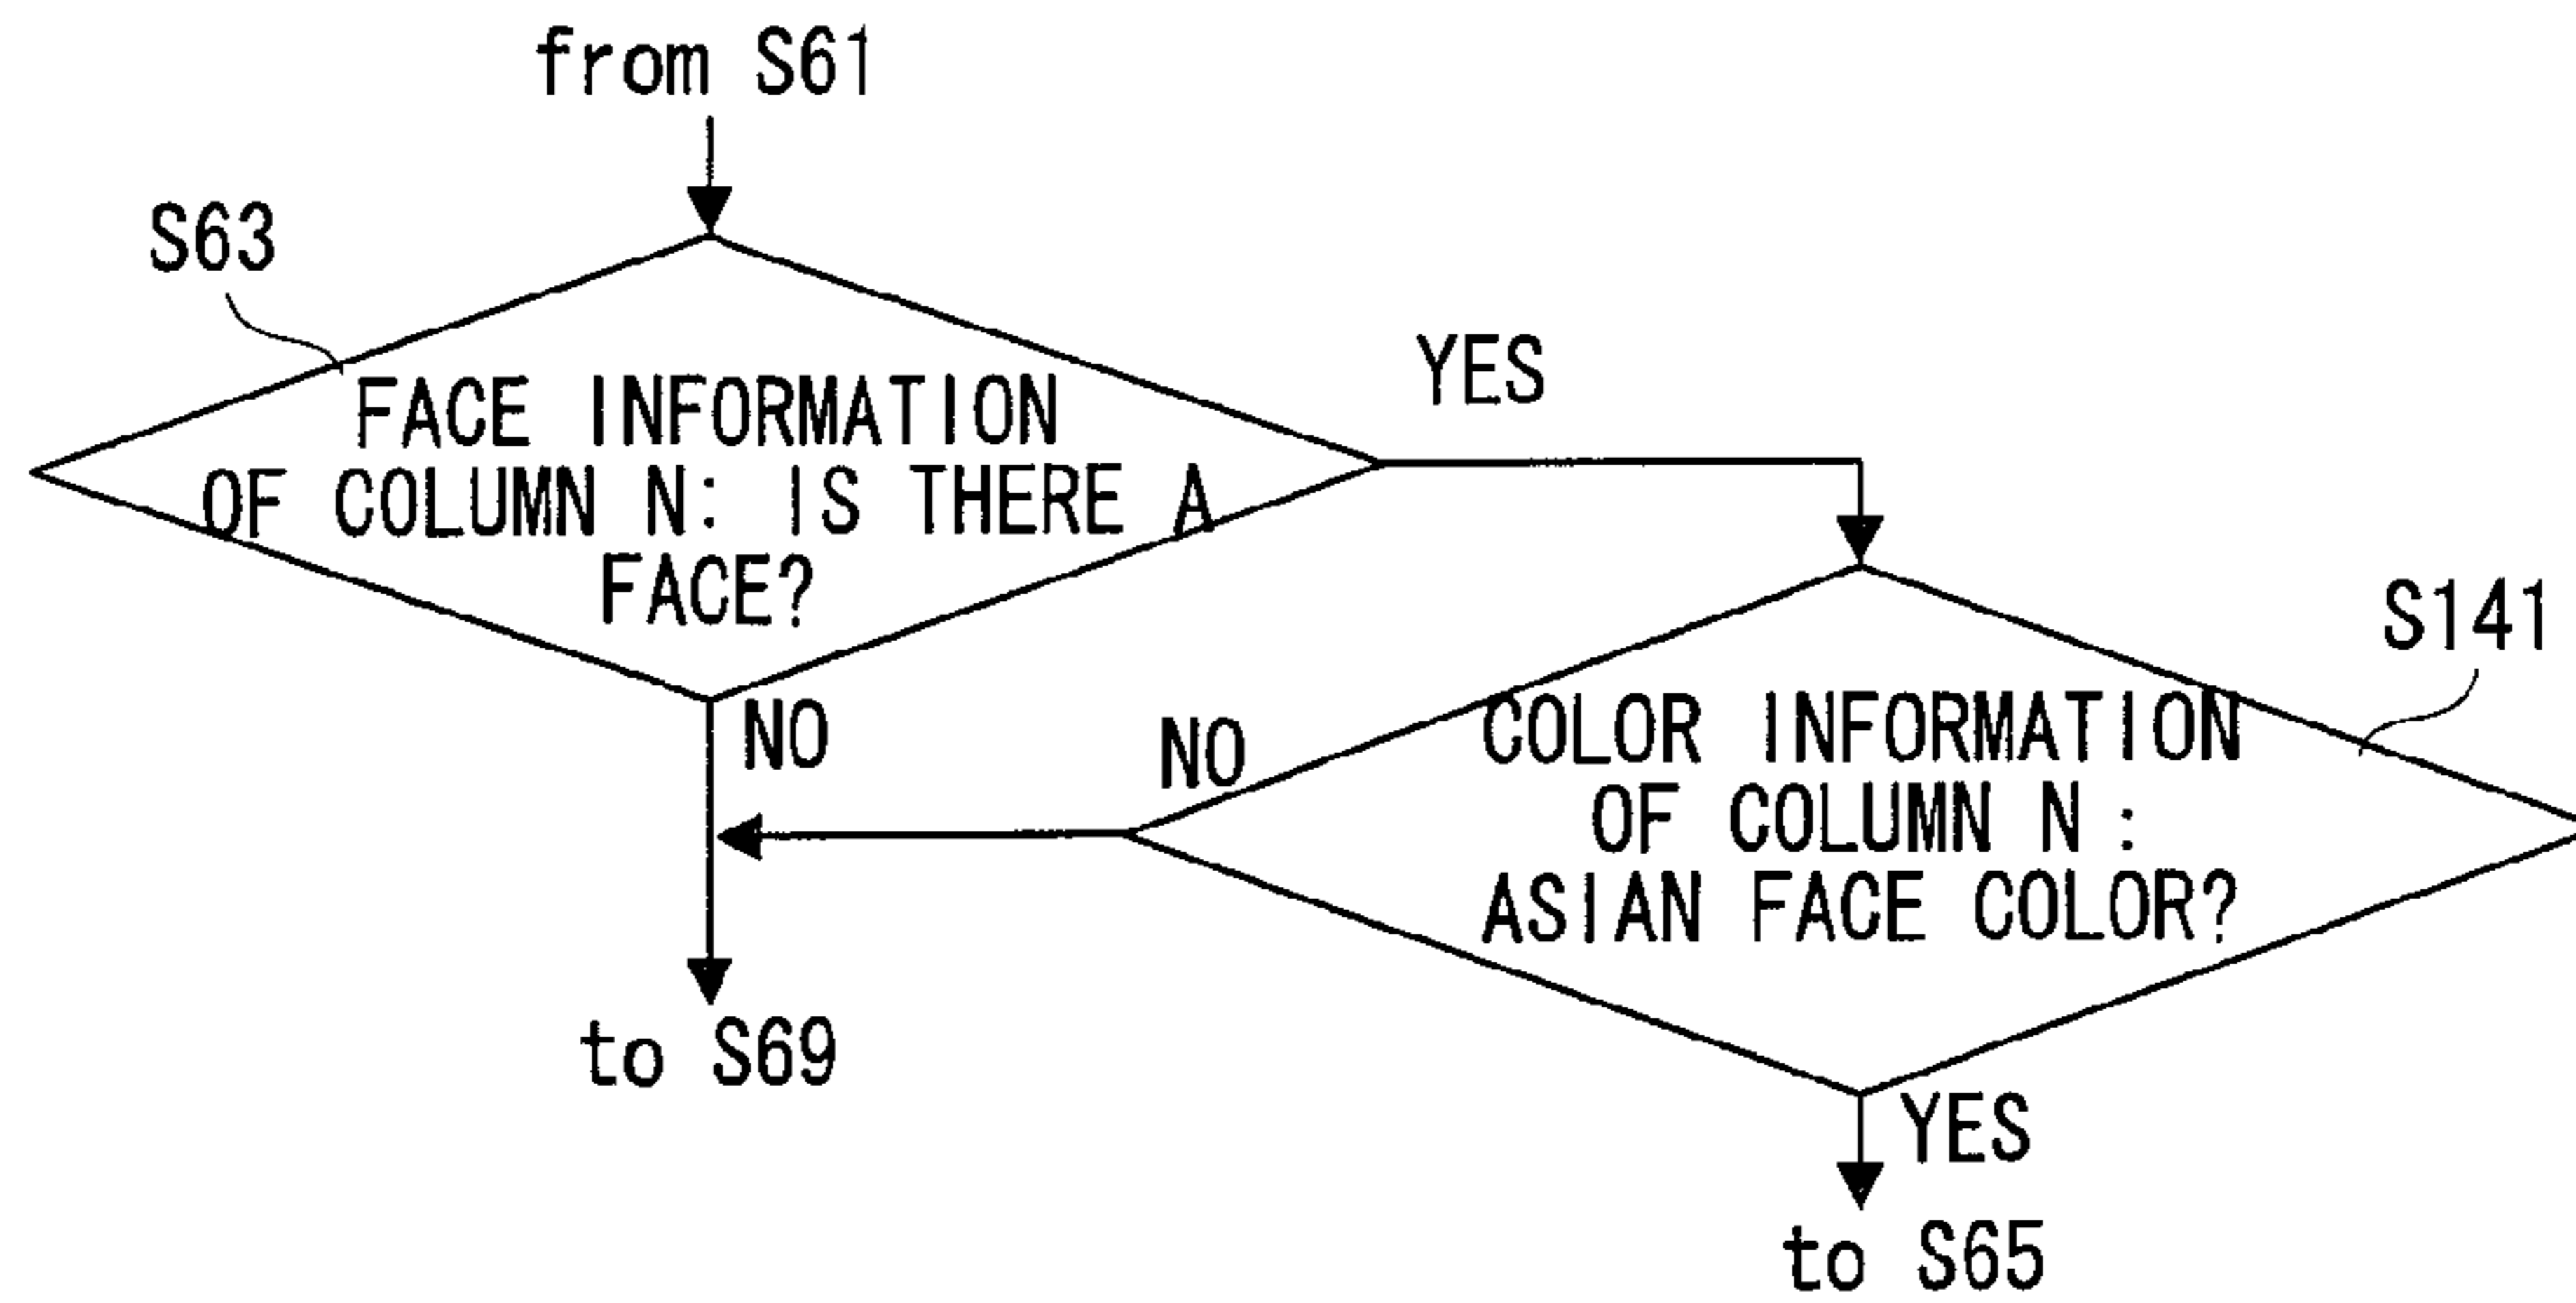 from S61
S63
FACE INFORMATION
OF COLUMN N: IS THERE A
FACE?
YES
NO
to S69
S141
COLOR INFORMATION
OF COLUMN N :
ASIAN FACE COLOR?
NO
YES
to S65